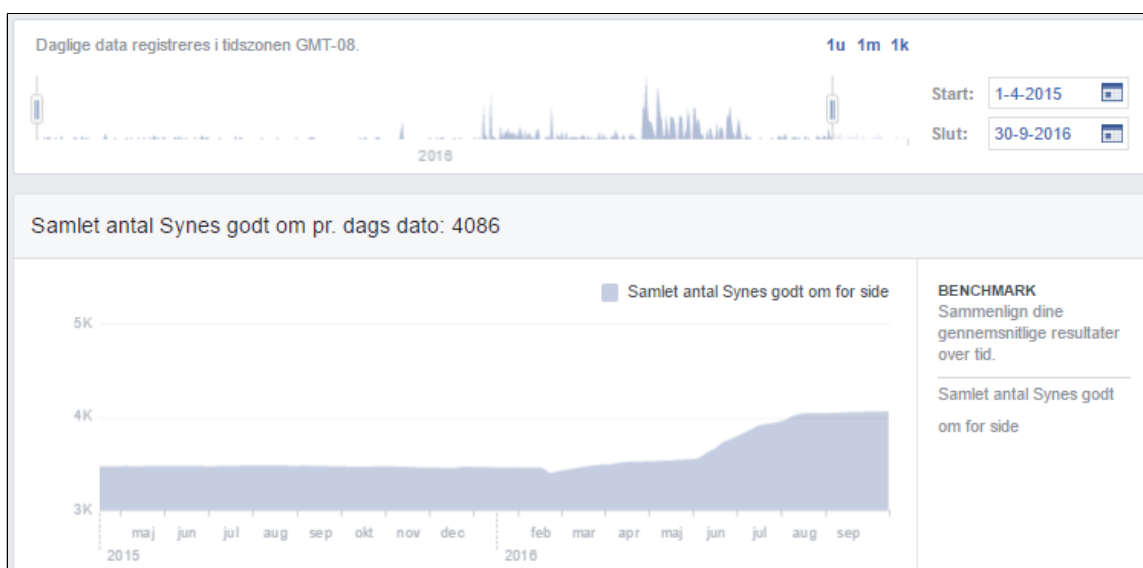 Daglige data registreres i tidszonen GMT-08.
1u 1m 1k
Start: 1-4-2015
Slut: 30-9-2016
2016
Samlet antal Synes godt om pr. dags dato: 4086
Samlet antal Synes godt om for side
5K
4K
3K
maj jun jul aug sep okt nov dec feb mar apr maj jun jul aug sep
2015 2016
BENCHMARK
Sammenlign dine
gennemsnitlige resultater
over tid.
Samlet antal Synes godt
om for side